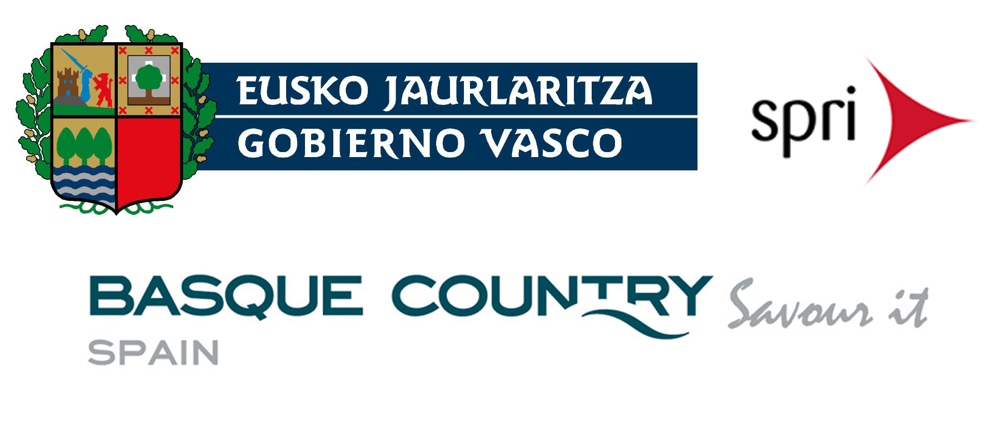 EUSKO JAURLARITZA
GOBIERNO VASCO
spri
BASQUE COUNTRY Savour it
SPAIN